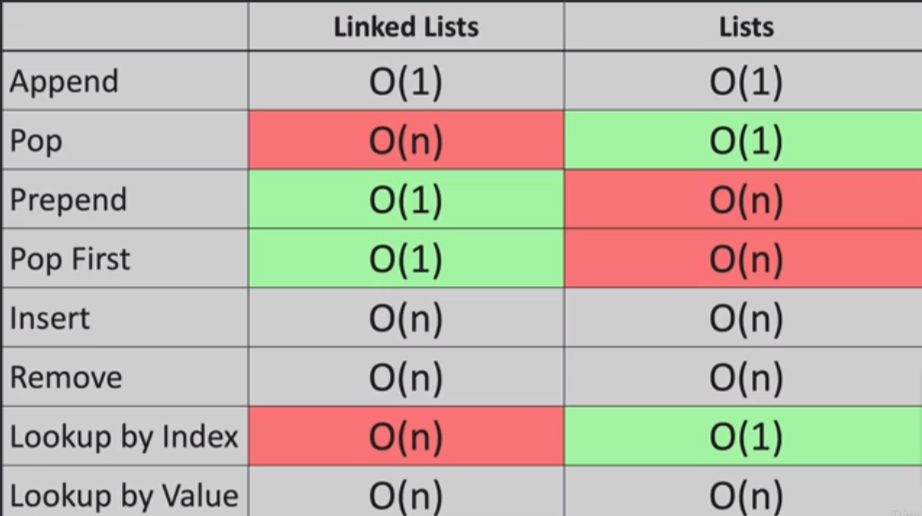 Linked Lists Lists
Append O(1) O(1)
Pop O(n) O(1)
Prepend O(1) O(n)
Pop First O(1) O(n)
Insert O(n) O(n)
Remove O(n) O(n)
Lookup by Index O(n) O(1)
Lookup by Value O(n) O(n)